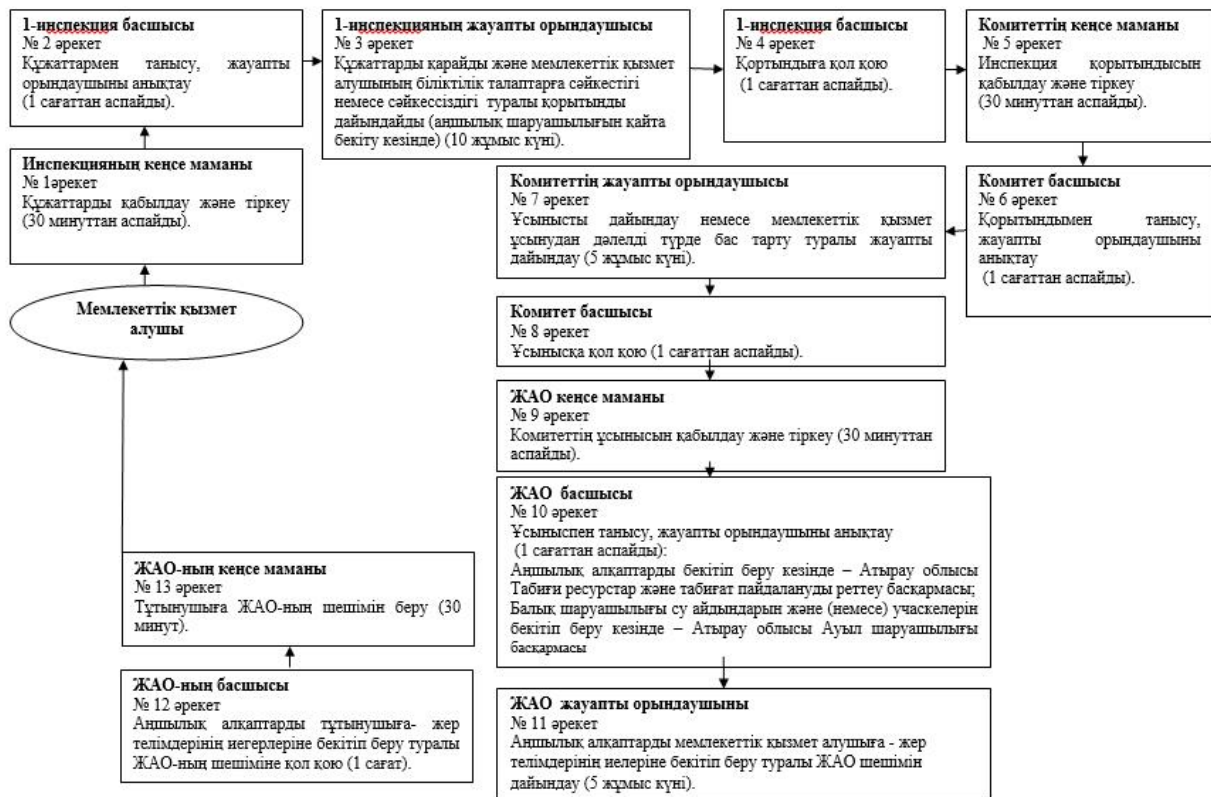 1-инспекция басшысы
№ 2 әрекет
Құжаттармен танысу, жауапты
орындаушыны анықтау
(1 сағаттан аспайды).
1-инспекцияның жауапты орындаушысы
№ 3 әрекет
Құжаттарды қарайды және мемлекеттік қызмет
алушының біліктілік талаптарға сәйкестігі
немесе сәйкессіздігі туралы қорытынды
дайындайды (аңшылық шаруашылығын қайта
бекіту кезінде) (10 жұмыс күні).
1-инспекция басшысы
№ 4 әрекет
Қортындыға қол қою
(1 сағаттан аспайды).
Комитеттің кеңсе маманы
№ 5 әрекет
Инспекция қорытындысын
қабылдау және тіркеу
(30 минуттан аспайды).
Инспекцияның кеңсе маманы
№ 1әрекет
Құжаттарды қабылдау және тіркеу
(30 минуттан аспайды).
Комитеттің жауапты орындаушысы
№ 7 әрекет
Ұсынысты дайындау немесе мемлекеттік қызмет
ұсынудан дәлелді түрде бас тарту туралы жауапты
дайындау (5 жұмыс күні).
Комитет басшысы
№ 6 әрекет
Қорытындымен танысу,
жауапты орындаушыны
анықтау
(1 сағаттан аспайды).
Мемлекеттік қызмет
алушы
Комитет басшысы
№ 8 әрекет
Ұсынысқа қол қою (1 сағаттан аспайды).
ЖАО кеңсе маманы
№ 9 әрекет
Комитеттің ұсынысын қабылдау және тіркеу (30 минуттан
аспайды).
ЖАО басшысы
№ 10 әрекет
Ұсыныспен танысу, жауапты орындаушыны анықтау
(1 сағаттан аспайды):
Аңшылық алқаптарды бекітіп беру кезінде – Атырау облысы
Табиғи ресурстар және табиғат пайдалануды реттеу басқармасы;
Балық шаруашылығы су айдындарын және (немесе) учаскелерін
бекітіп беру кезінде – Атырау облысы Ауыл шаруашылығы
басқармасы
ЖАО-ның кеңсе маманы
№ 13 әрекет
Тұтынушыға ЖАО-ның шешімін беру (30
минут).
ЖАО-ның басшысы
№ 12 әрекет
Аңшылық алқаптарды тұтынушыға- жер
телімдерінің иегерлеріне бекітіп беру туралы
ЖАО-ның шешіміне қол қою (1 сағат).
ЖАО жауапты орындаушыны
№ 11 әрекет
Аңшылық алқаптарды мемлекеттік қызмет алушыға - жер
телімдерінің иелеріне бекітіп беру туралы ЖАО шешімін
дайындау (5 жұмыс күні).